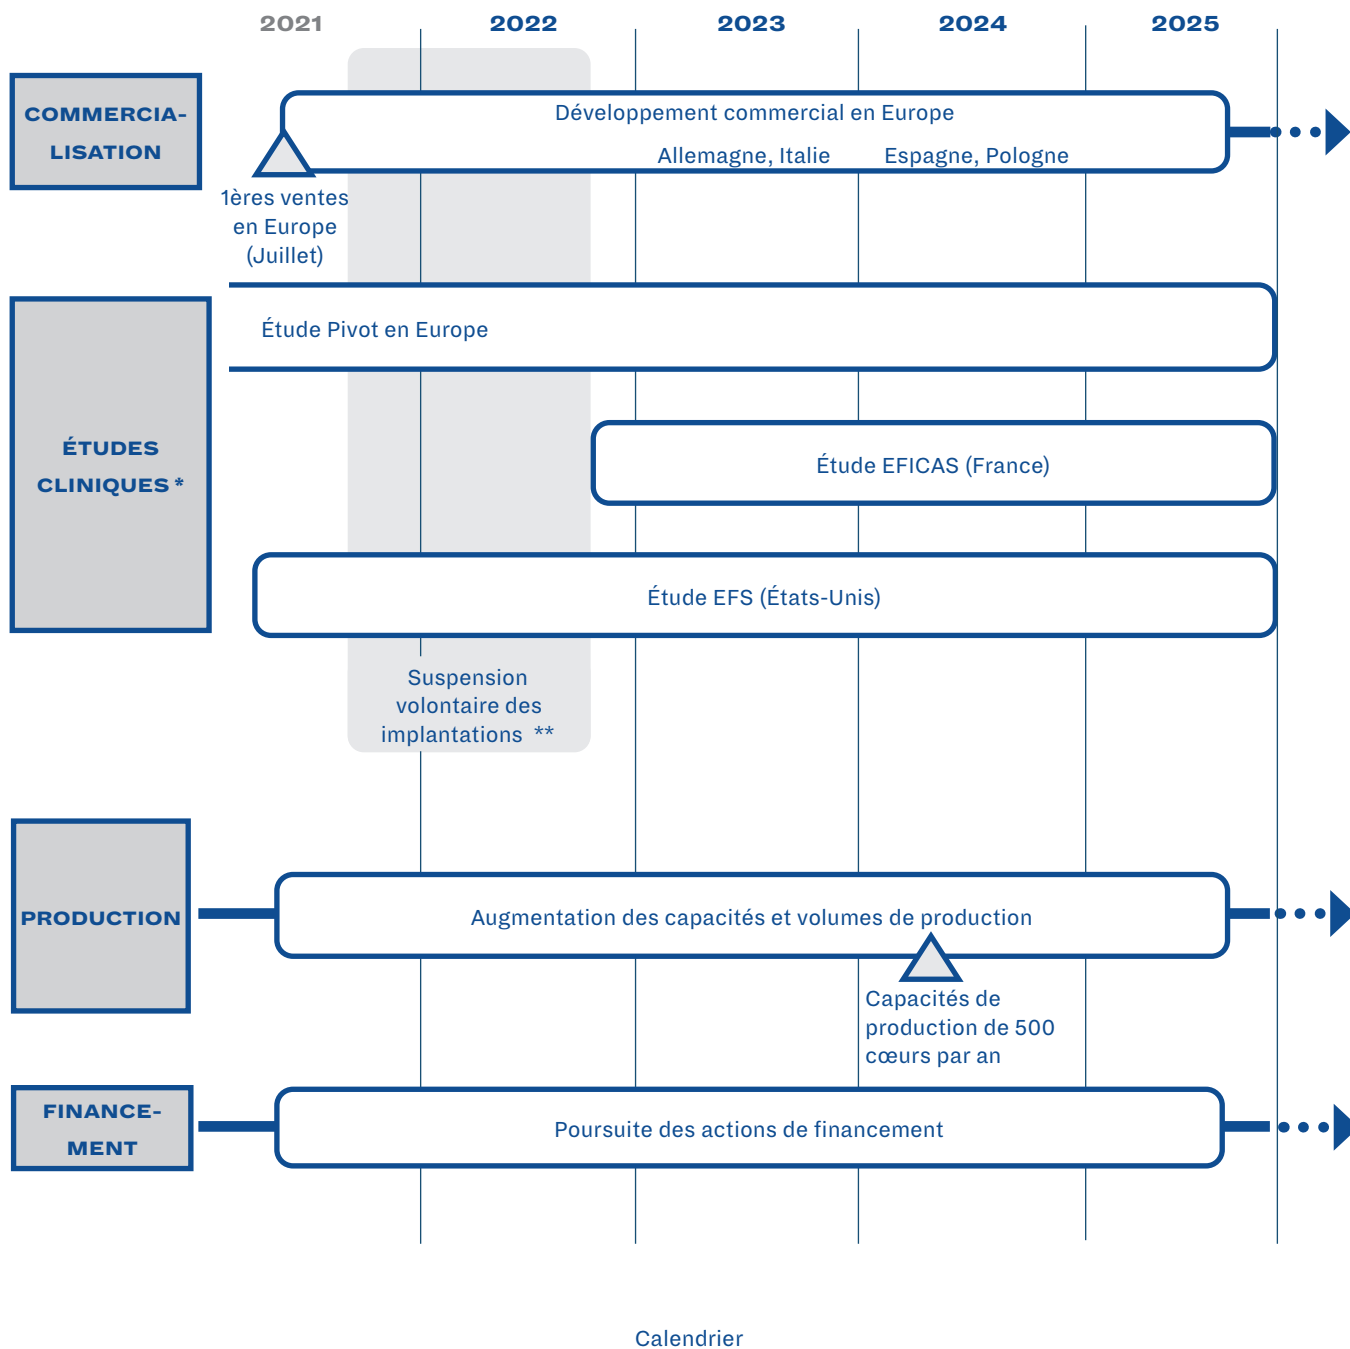 2021 2022 2023 2024 2025
COMMERCIA-
LISATION
Développement commercial en Europe
Allemagne, Italie Espagne, Pologne
1ères ventes
en Europe
(Juillet)
ÉTUDES
CLINIQUES *
Étude Pivot en Europe
Étude EFICAS (France)
Étude EFS (États-Unis)
Suspension
volontaire des
implantations **
PRODUCTION
Augmentation des capacités et volumes de production
Capacités de
production de 500
cœurs par an
FINANCE-
MENT
Poursuite des actions de financement
Calendrier